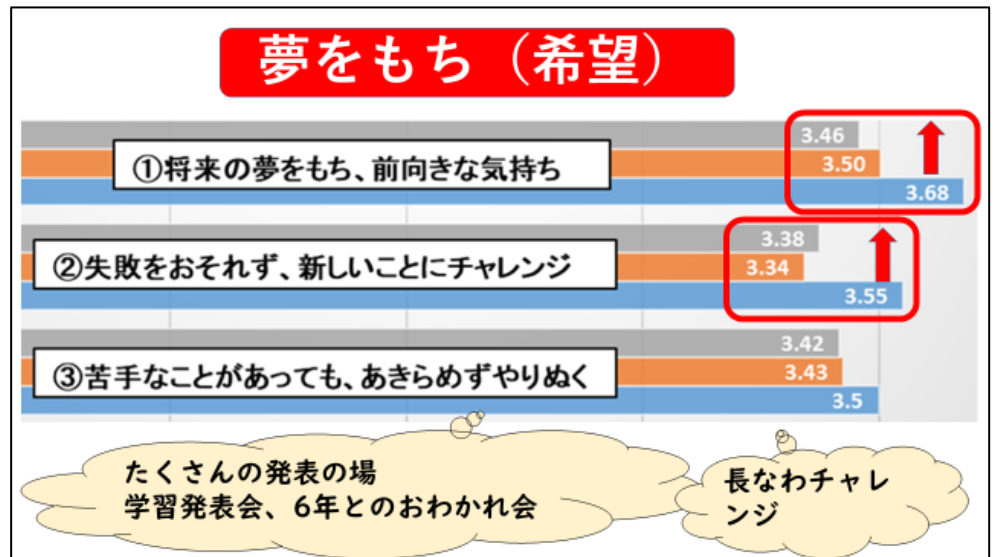 夢をもち（希望）
3.46
①将来の夢をもち、前向きな気持ち
3.50
3.68
3.38
②失敗をおそれず、新しいことにチャレンジ
3.34
3.55
3.42
③苦手なことがあっても、あきらめずやりぬく
3.43
3.5
たくさんの発表の場
学習発表会、6年とのおわかれ会
長なわチャレ
ンジ